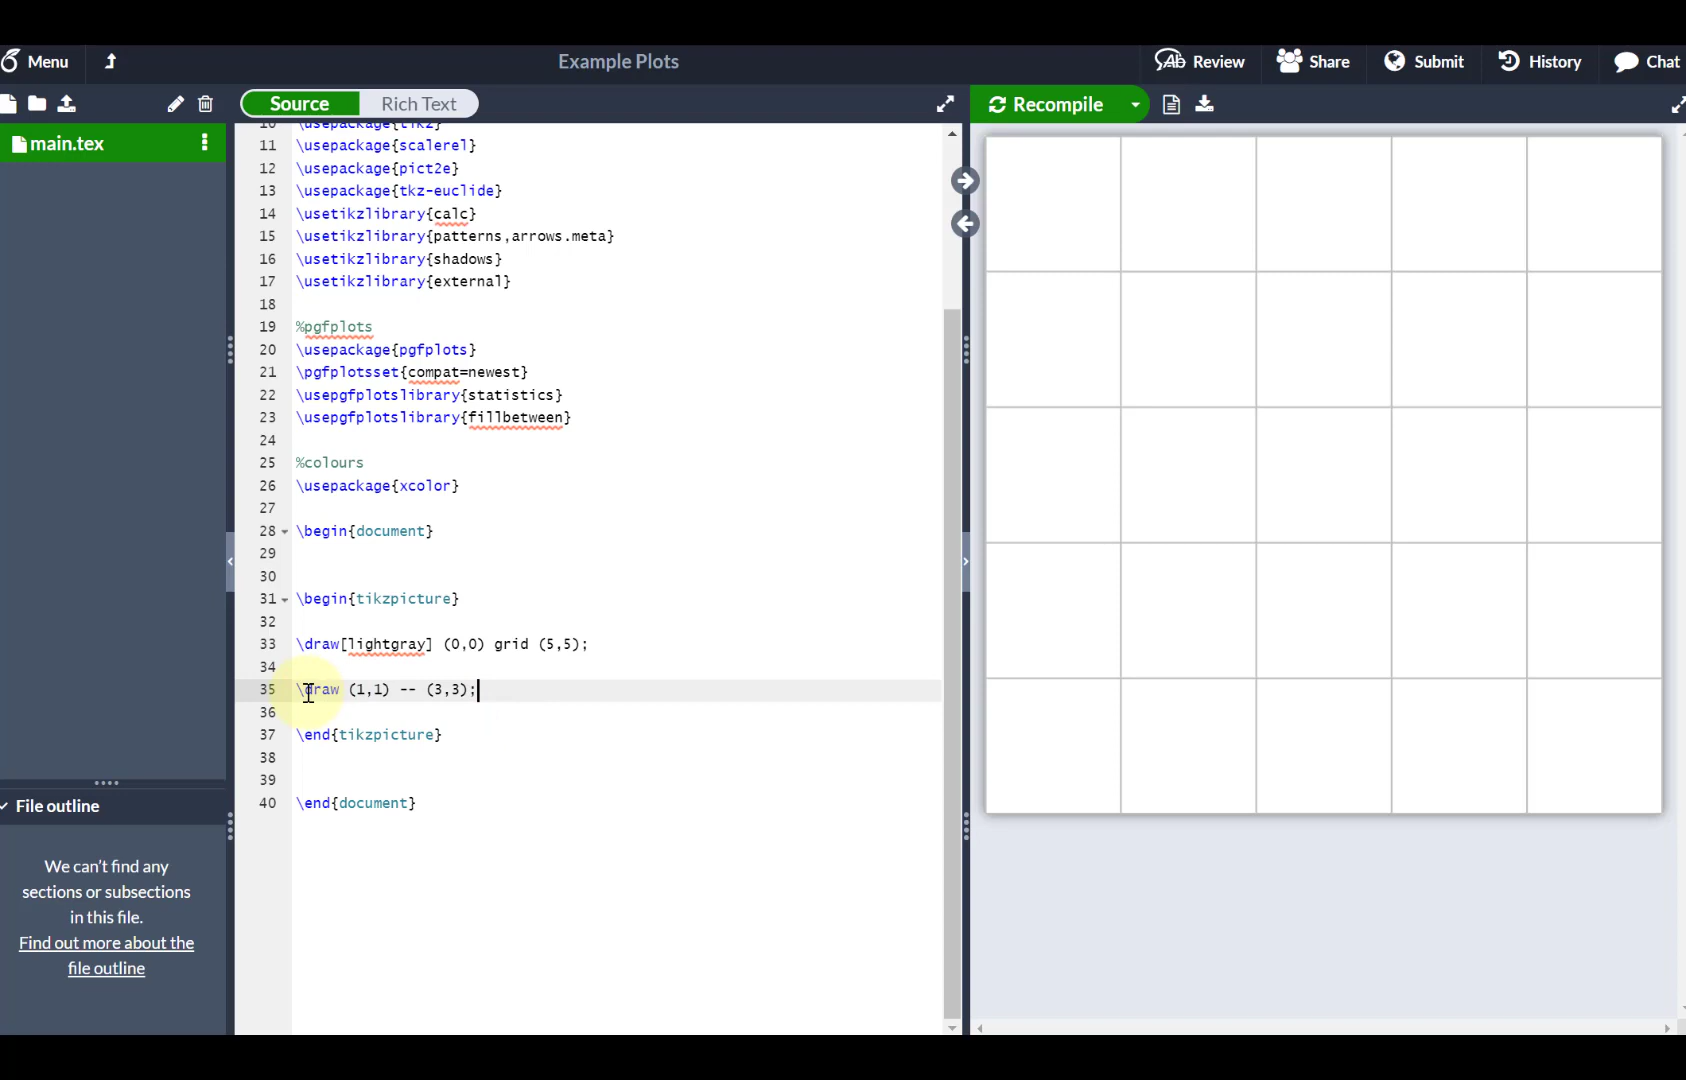 Menu
Example Plots
Review
Share
Submit
History
Chat
Source
Rich Text
Recompile
main.tex
10 \usepackage{tikz}
11 \usepackage{scalerel}
12 \usepackage{pict2e}
13 \usepackage{tkz-euclide}
14 \usetikzlibrary{calc}
15 \usetikzlibrary{patterns,arrows.meta}
16 \usetikzlibrary{shadows}
17 \usetikzlibrary{external}
18
19 %pgfplots
20 \usepackage{pgfplots}
21 \pgfplotsset{compat=newest}
22 \usepgfplotslibrary{statistics}
23 \usepgfplotslibrary{fillbetween}
24
25 %colours
26 \usepackage{xcolor}
27
28 \begin{document}
29
30
31 \begin{tikzpicture}
32
33 \draw[lightgray] (0,0) grid (5,5);
34
35 \draw (1,1) -- (3,3);
36
37 \end{tikzpicture}
38
39
40 \end{document}
File outline
We can't find any
sections or subsections
in this file.
Find out more about the
file outline